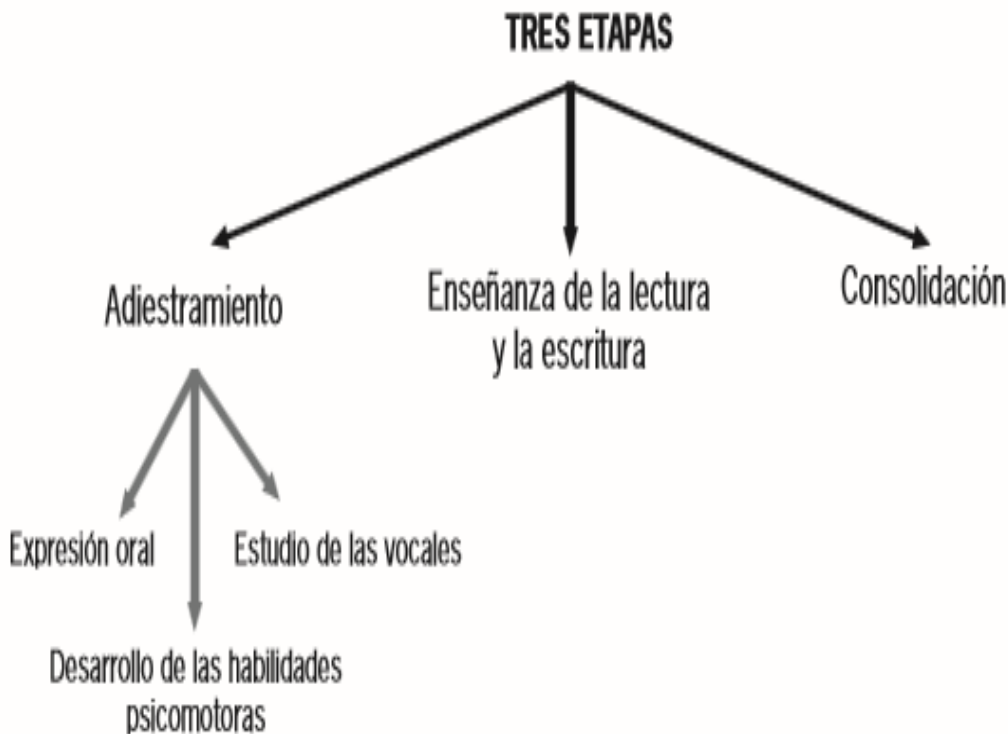 TRES ETAPAS
Adiestramiento
Enseñanza de la lectura
y la escritura
Consolidación
Expresión oral
Estudio de las vocales
Desarrollo de las habilidades
psicomotoras